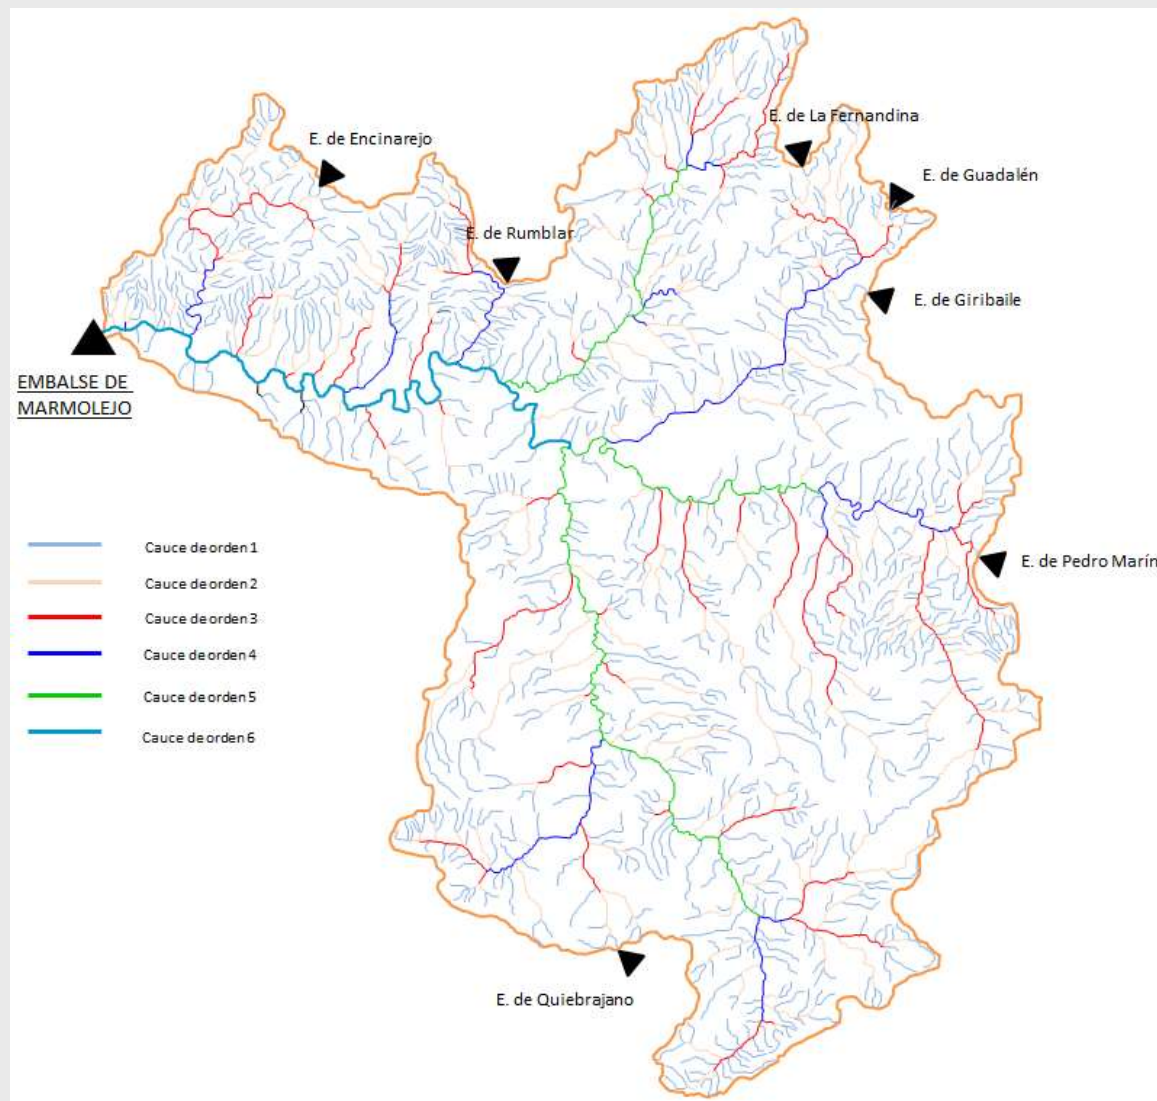 E. de La Fernandina
E. de Encinarejo
E. de Guadalén
E. de Rumblar
E. de Giribaile
EMBALSE DE
MARMOLEJO
Cauce de orden 1
E. de Pedro Marín
Cauce de orden 2
Cauce de orden 3
Cauce de orden 4
Cauce de orden 5
Cauce de orden 6
E. de Quiebrajano